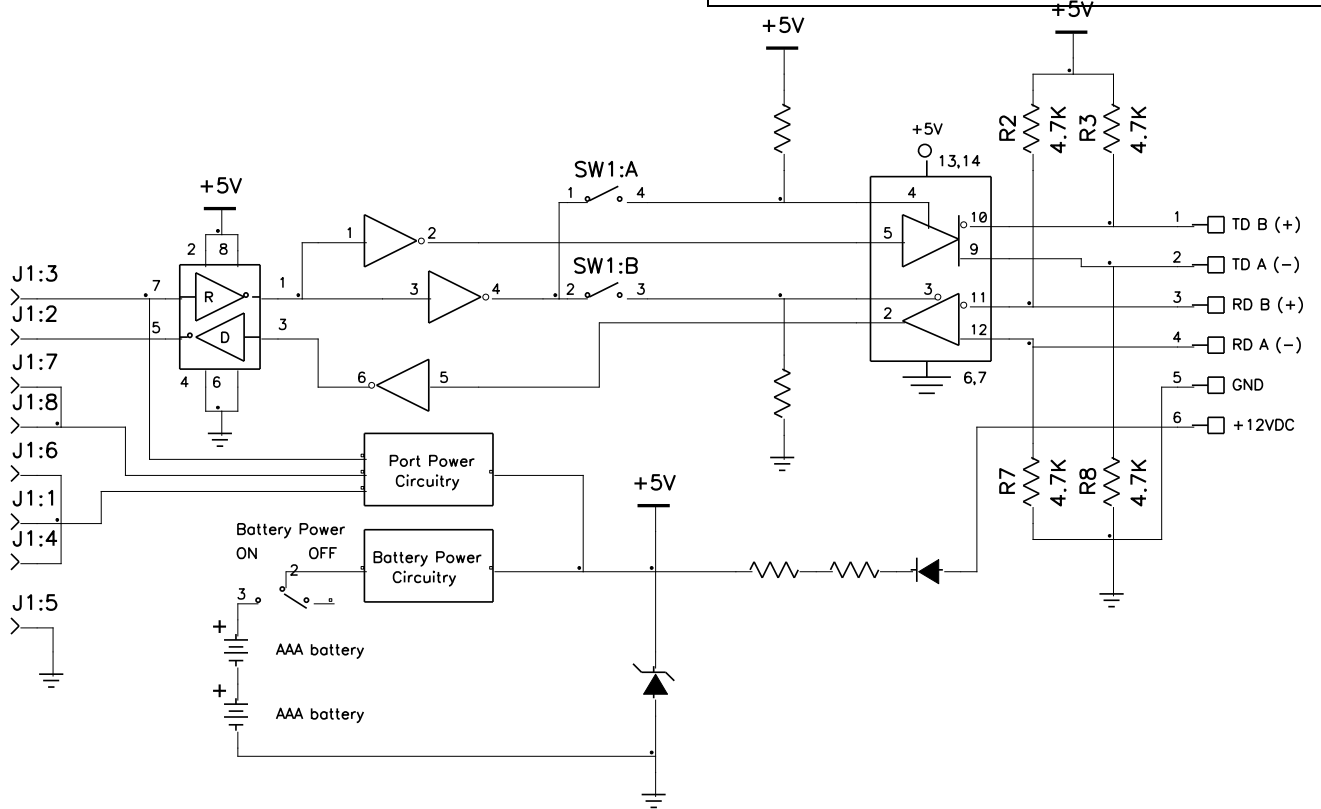 +5V
+5V
R2
4.7K
R3
4.7K
+5V
13,14
SW1:A
1
4
4
+5V
2
8
1
2
5
10
1
TD B (+)
9
2
TD A (-)
J1:3
7
R
1
3
4
SW1:B
2
3
3
11
3
RD B (+)
J1:2
5
D
3
2
12
4
RD A (-)
J1:7
4
6
6
5
6,7
5
GND
J1:8
6
+12VDC
J1:6
Port Power
Circuitry
R7
4.7K
R8
4.7K
J1:1
+5V
J1:4
Battery Power
ON
OFF
Battery Power
Circuitry
2
3
J1:5
+
AAA battery
+
AAA battery